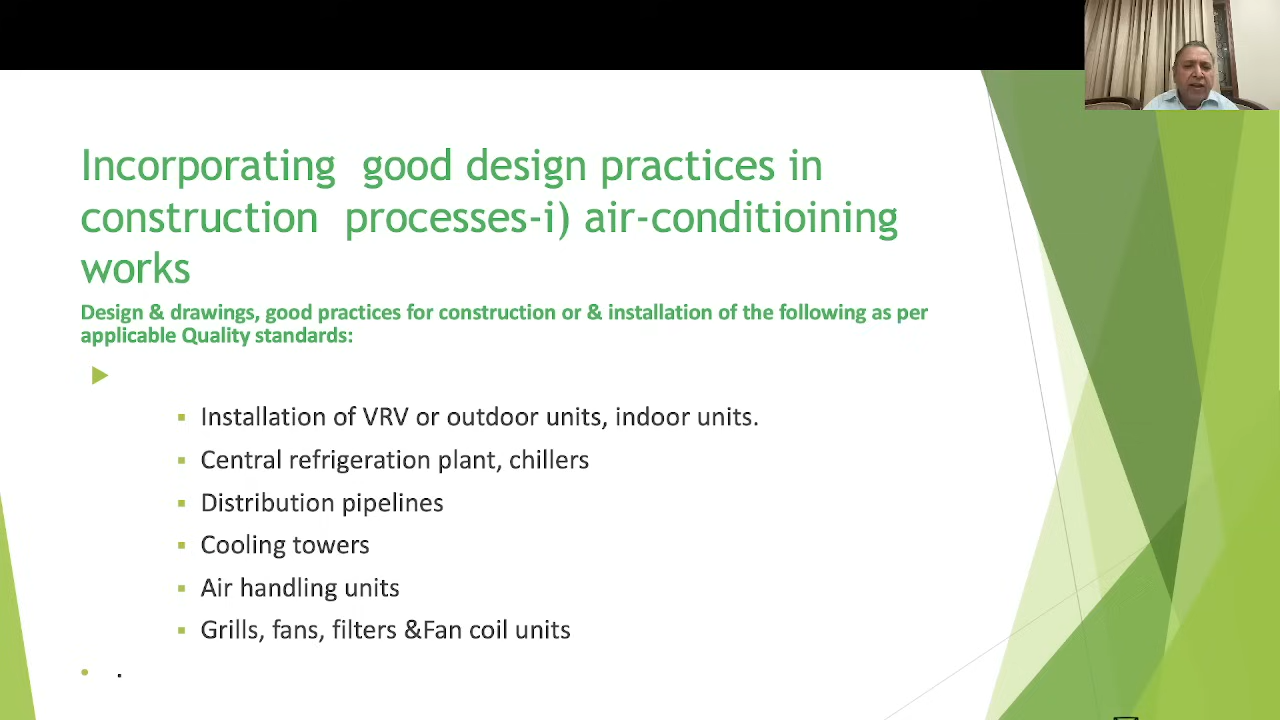 Incorporating good design practices in
construction processes-i) air-conditioining
works
Design & drawings, good practices for construction or & installation of the following as per
applicable Quality standards:
Installation of VRV or outdoor units, indoor units.
Central refrigeration plant, chillers
Distribution pipelines
Cooling towers
Air handling units
Grills, fans, filters &Fan coil units
.